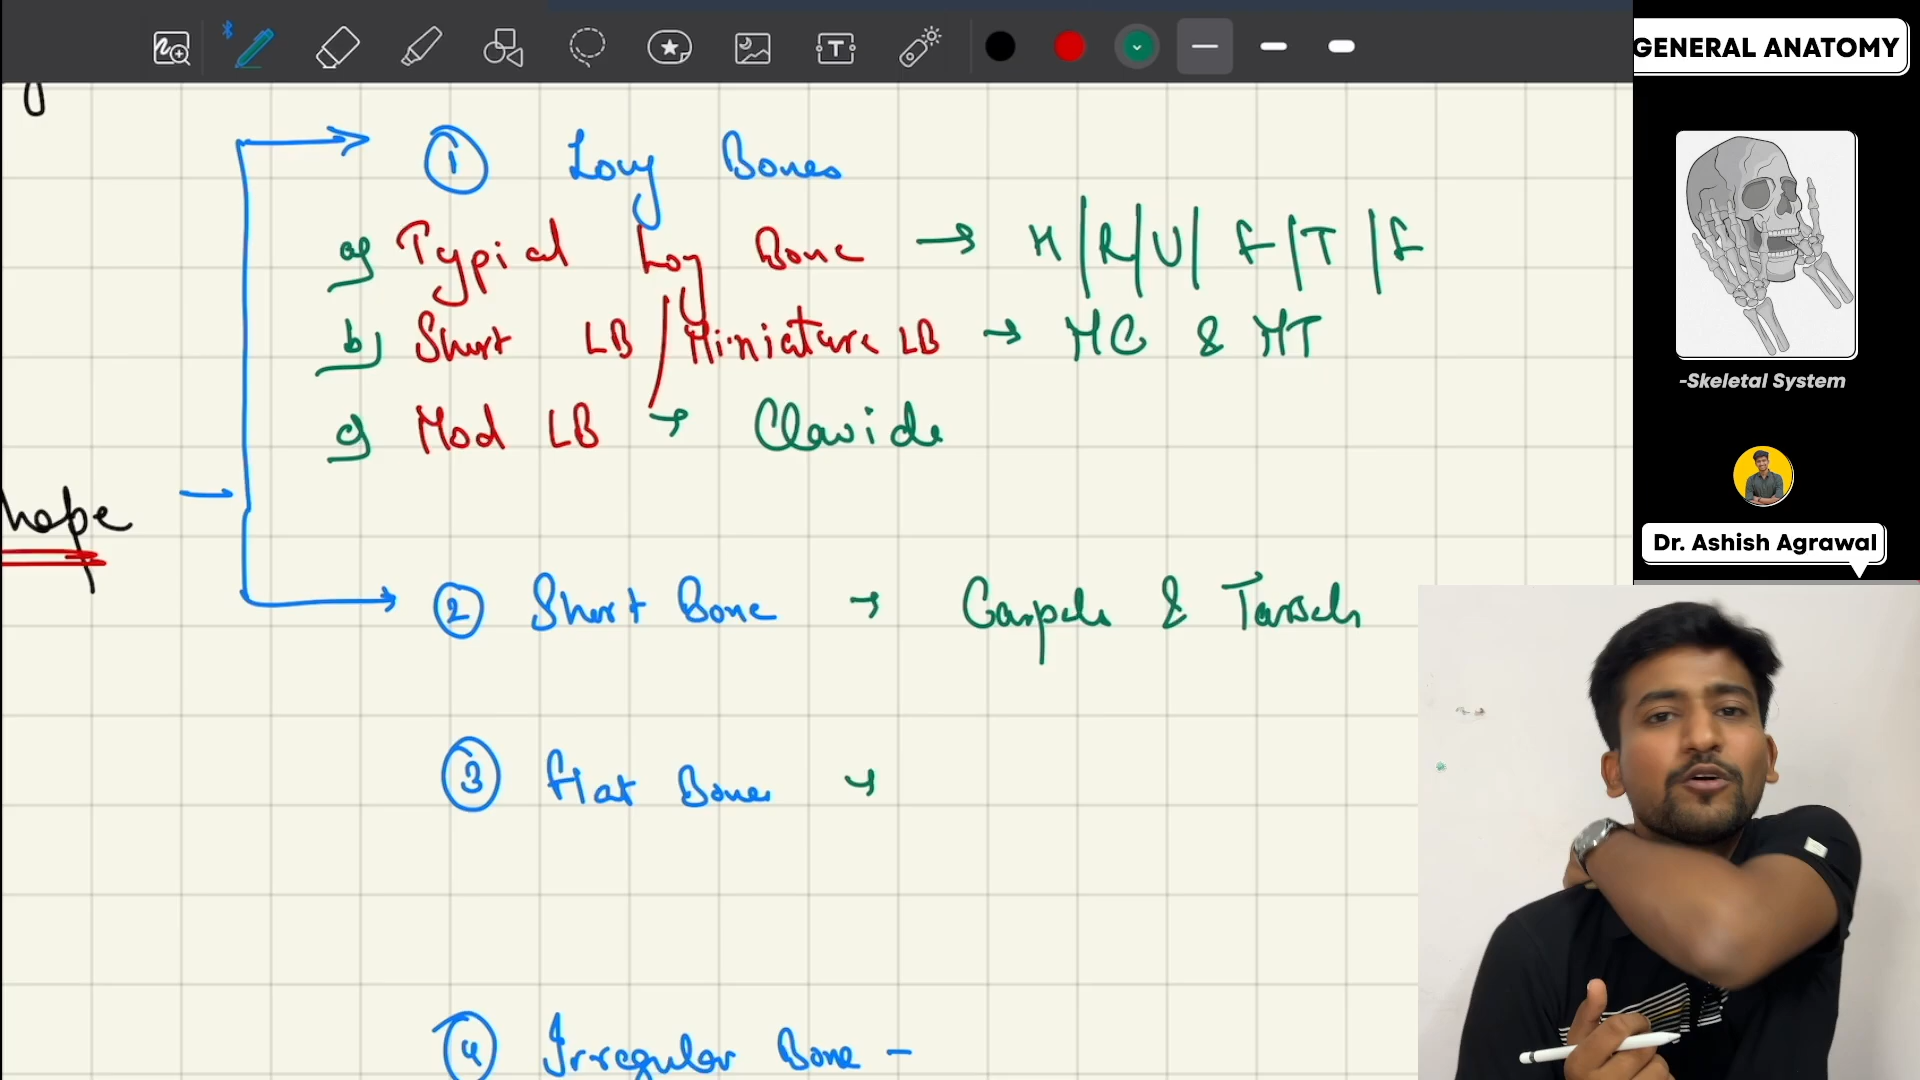 GENERAL ANATOMY
① Long Bones
a) Typical Long Bone → H | R | U | F | T | F
b) Short LB / Miniature LB → MC & MT
c) Mod LB → Clavicle
hape →
② Short Bone → Carpals & Tarsals
③ Flat Bones →
④ Irregular Bone -
-Skeletal System
Dr. Ashish Agrawal